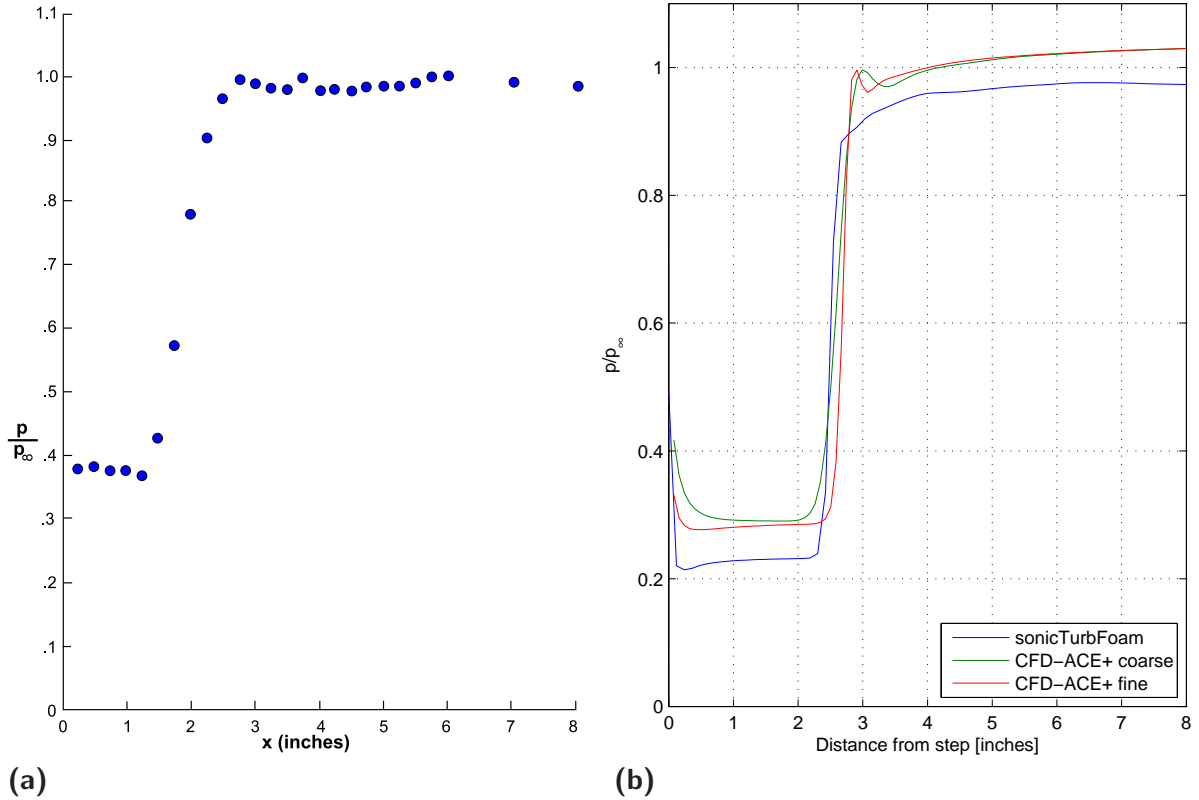 1.1
1.0
.9
.8
.7
.6
.5
.4
.3
.2
.1
0
p
p∞
0 1 2 3 4 5 6 7 8
x (inches)
(a)
1
0.8
0.6
0.4
0.2
0
p/p∞
0 1 2 3 4 5 6 7 8
Distance from step [inches]
sonicTurbFoam
CFD-ACE+ coarse
CFD-ACE+ fine
(b)